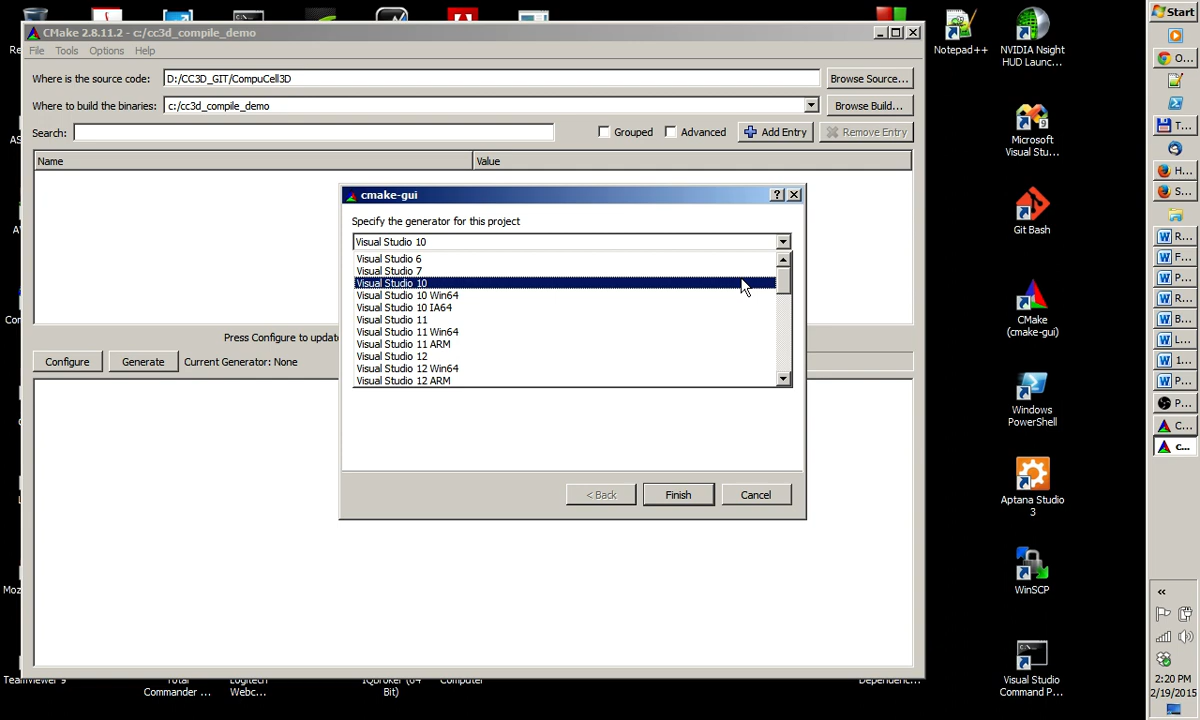 CMake 2.8.11.2 - c:/cc3d_compile_demo
File Tools Options Help
Where is the source code: D:/CC3D_GIT/CompuCell3D Browse Source...
Where to build the binaries: c:/cc3d_compile_demo Browse Build...
Search: Grouped Advanced Add Entry Remove Entry
Name Value
cmake-gui
Specify the generator for this project
Visual Studio 10
Visual Studio 6
Visual Studio 7
Visual Studio 10
Visual Studio 10 Win64
Visual Studio 10 IA64
Visual Studio 11
Visual Studio 11 Win64
Visual Studio 11 ARM
Visual Studio 12
Visual Studio 12 Win64
Visual Studio 12 ARM
< Back Finish Cancel
Press Configure to update
Configure Generate Current Generator: None
Notepad++
NVIDIA Nsight
HUD Launc...
Microsoft
Visual Stu...
Git Bash
CMake
(cmake-gui)
Windows
PowerShell
Aptana Studio
3
WinSCP
Visual Studio
Command P...
TeamViewer 9
Total
Commander ...
Logitech
Webc...
IQBroker (64
Bit)
Computer
Dependenc...
Moz
Start
O...
T...
H...
S...
R...
F...
P...
R...
B...
L...
1...
P...
P...
C...
c...
2:20 PM
2/19/2015